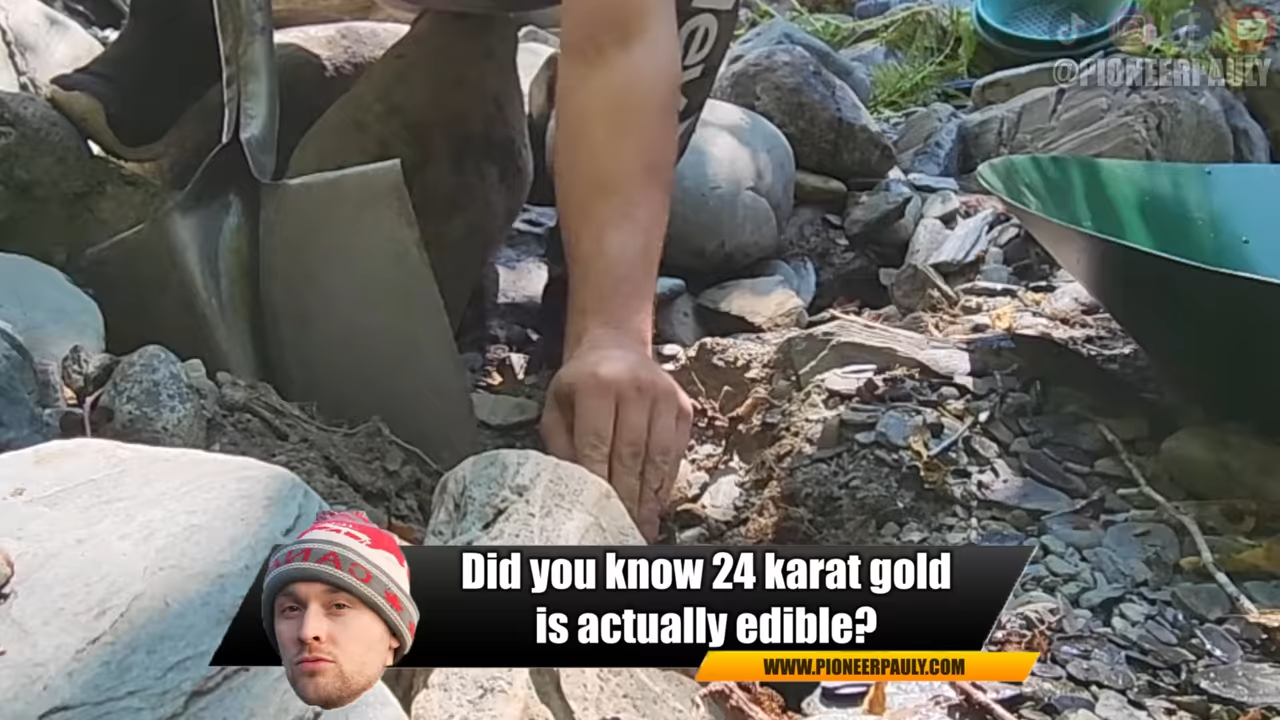 @PIONEERPAULY
Did you know 24 karat gold
is actually edible?
WWW.PIONEERPAULY.COM